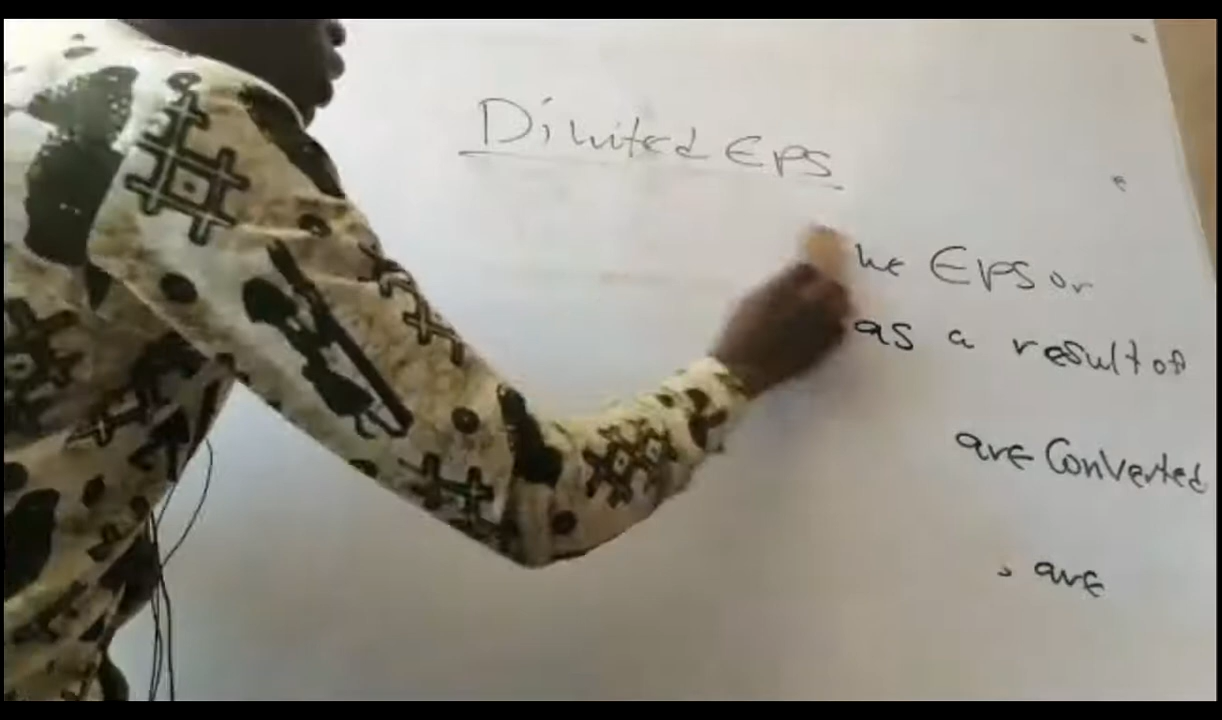 Diluted EPS
he EPS or
as a result of
are Converted
are